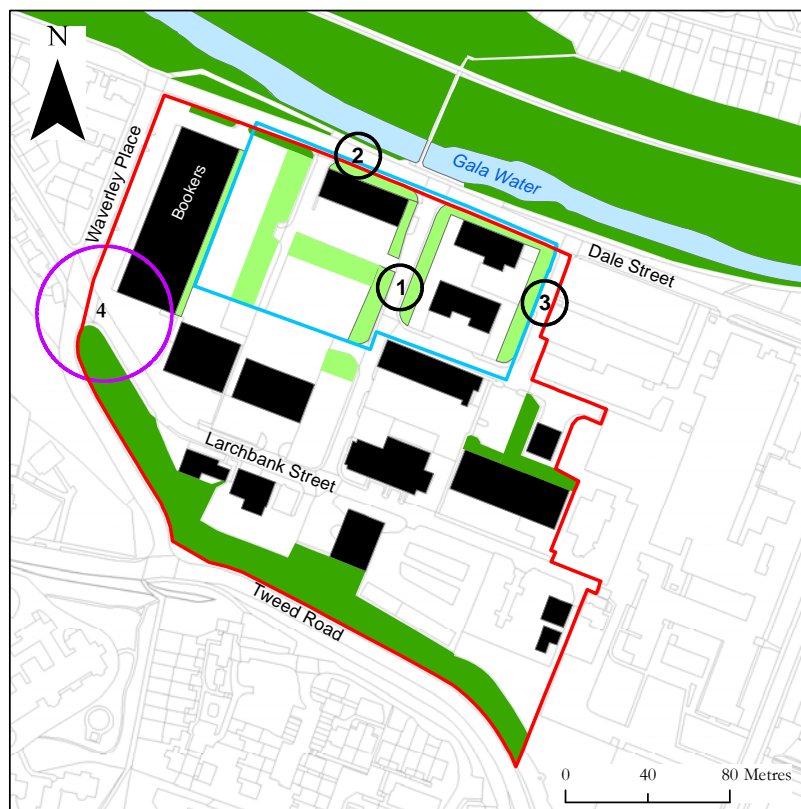 N
Waverley Place
Bookers
2
Gala Water
Dale Street
1
3
4
Larchbank Street
Tweed Road
0 40 80 Metres